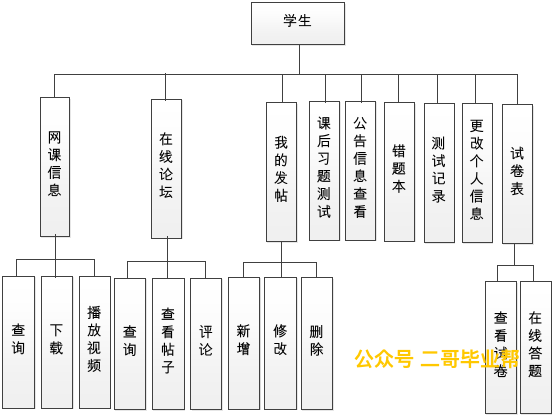 学生
网课信息
在线论坛
我的发帖
课后习题测试
公告信息查看
错题本
测试记录
更改个人信息
试卷表
查询
下载
播放视频
查询
查看帖子
评论
新增
修改
删除
查看试卷
在线答题
公众号 二哥毕业帮